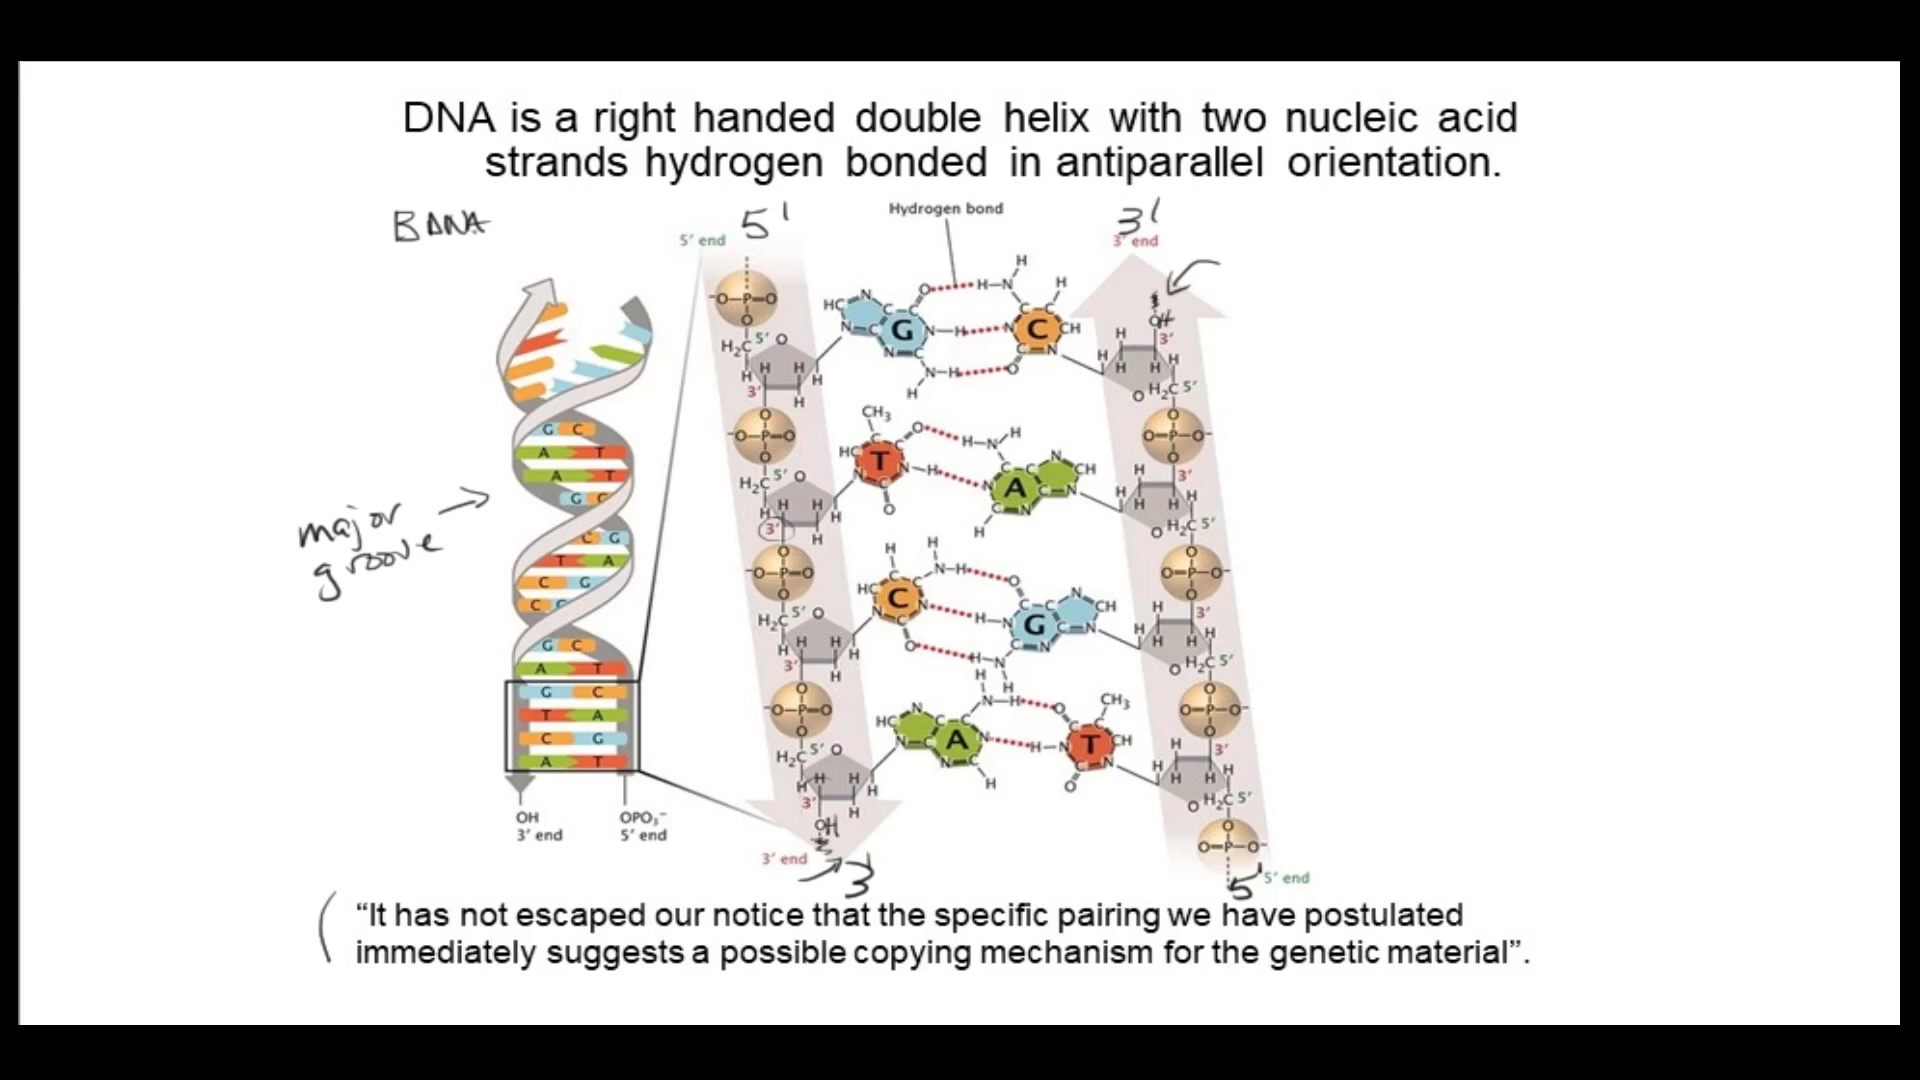 DNA is a right handed double helix with two nucleic acid
strands hydrogen bonded in antiparallel orientation.
B DNA
5'
Hydrogen bond
3'
5' end
3' end
major
groove
G C
A T
A T
G C
C G
T A
C G
C G
G C
A T
G C
T A
C G
A T
OH
3' end
OPO₃⁻
5' end
G C
T A
C G
A T
3' end
3'
5'
5' end
“It has not escaped our notice that the specific pairing we have postulated
immediately suggests a possible copying mechanism for the genetic material”.